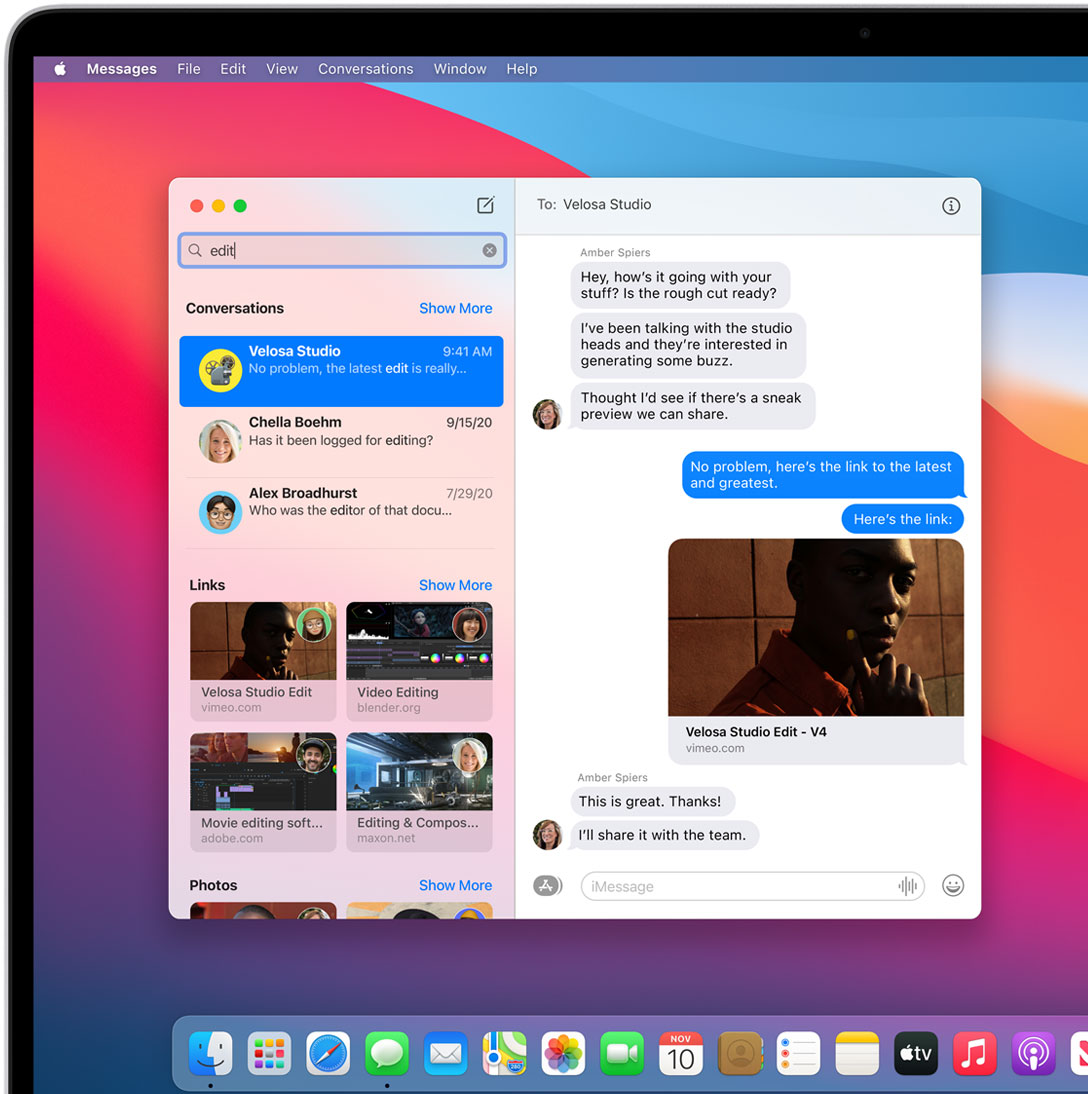 Messages File Edit View Conversations Window Help
edit
Conversations Show More
Velosa Studio 9:41 AM
No problem, the latest edit is really...
Chella Boehm 9/15/20
Has it been logged for editing?
Alex Broadhurst 7/29/20
Who was the editor of that docu...
Links Show More
Velosa Studio Edit
vimeo.com
Video Editing
blender.org
Movie editing soft...
adobe.com
Editing & Compos...
maxon.net
Photos Show More
To: Velosa Studio
Amber Spiers
Hey, how's it going with your
stuff? Is the rough cut ready?
I've been talking with the studio
heads and they're interested in
generating some buzz.
Thought I'd see if there's a sneak
preview we can share.
No problem, here's the link to the latest
and greatest.
Here's the link:
Velosa Studio Edit - V4
vimeo.com
Amber Spiers
This is great. Thanks!
I'll share it with the team.
iMessage
280
NOV
10
tv